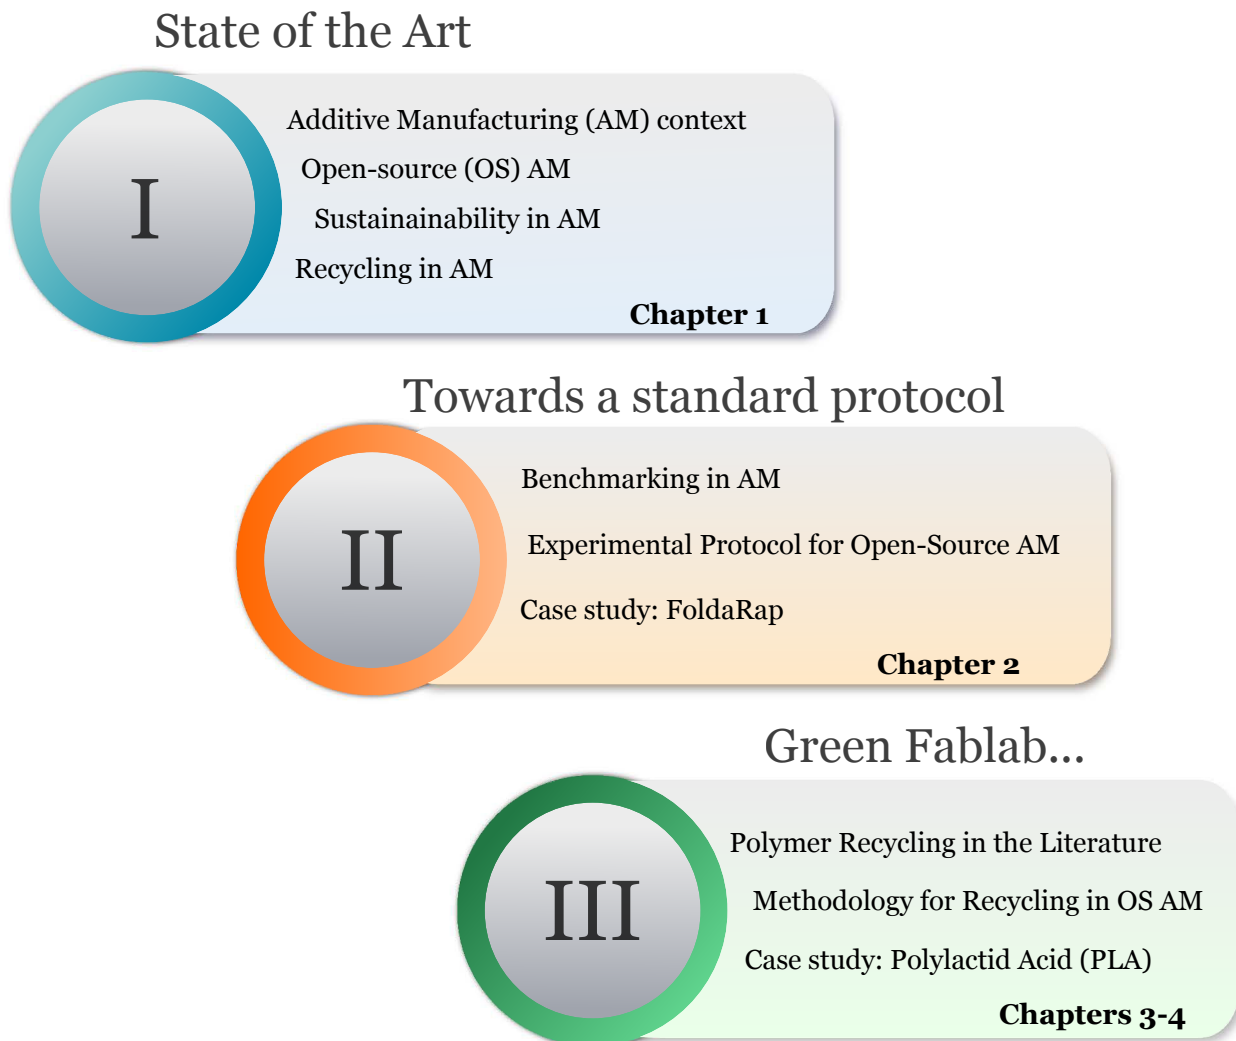 State of the Art
I
Additive Manufacturing (AM) context
Open-source (OS) AM
Sustainainability in AM
Recycling in AM
Chapter 1
Towards a standard protocol
II
Benchmarking in AM
Experimental Protocol for Open-Source AM
Case study: FoldaRap
Chapter 2
Green Fablab...
III
Polymer Recycling in the Literature
Methodology for Recycling in OS AM
Case study: Polylactid Acid (PLA)
Chapters 3-4